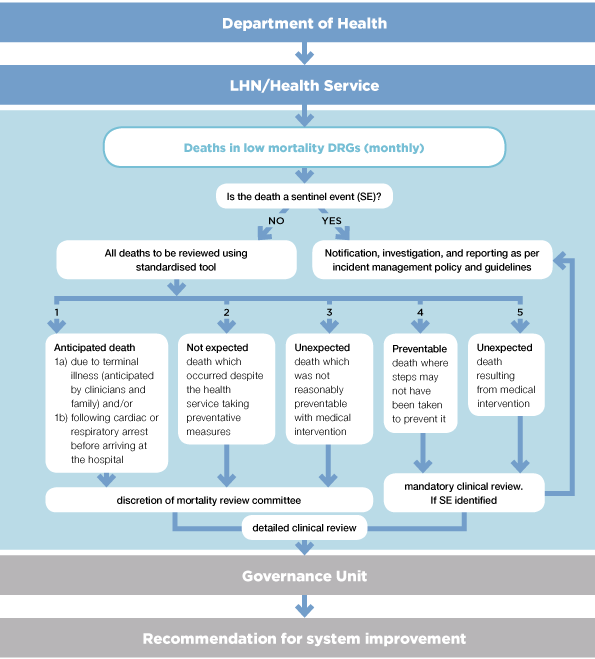 Department of Health
LHN/Health Service
Deaths in low mortality DRGs (monthly)
Is the death a sentinel event (SE)?
NO
YES
All deaths to be reviewed using
standardised tool
Notification, investigation, and reporting as per
incident management policy and guidelines
1
2
3
4
5
Anticipated death
1a) due to terminal
illness (anticipated
by clinicians and
family) and/or
1b) following cardiac or
respiratory arrest
before arriving at
the hospital
Not expected
death which
occurred despite
the health
service taking
preventative
measures
Unexpected
death which
was not
reasonably
preventable
with medical
intervention
Preventable
death where
steps may
not have
been taken
to prevent it
Unexpected
death
resulting
from medical
intervention
discretion of mortality review committee
mandatory clinical review.
If SE identified
detailed clinical review
Governance Unit
Recommendation for system improvement